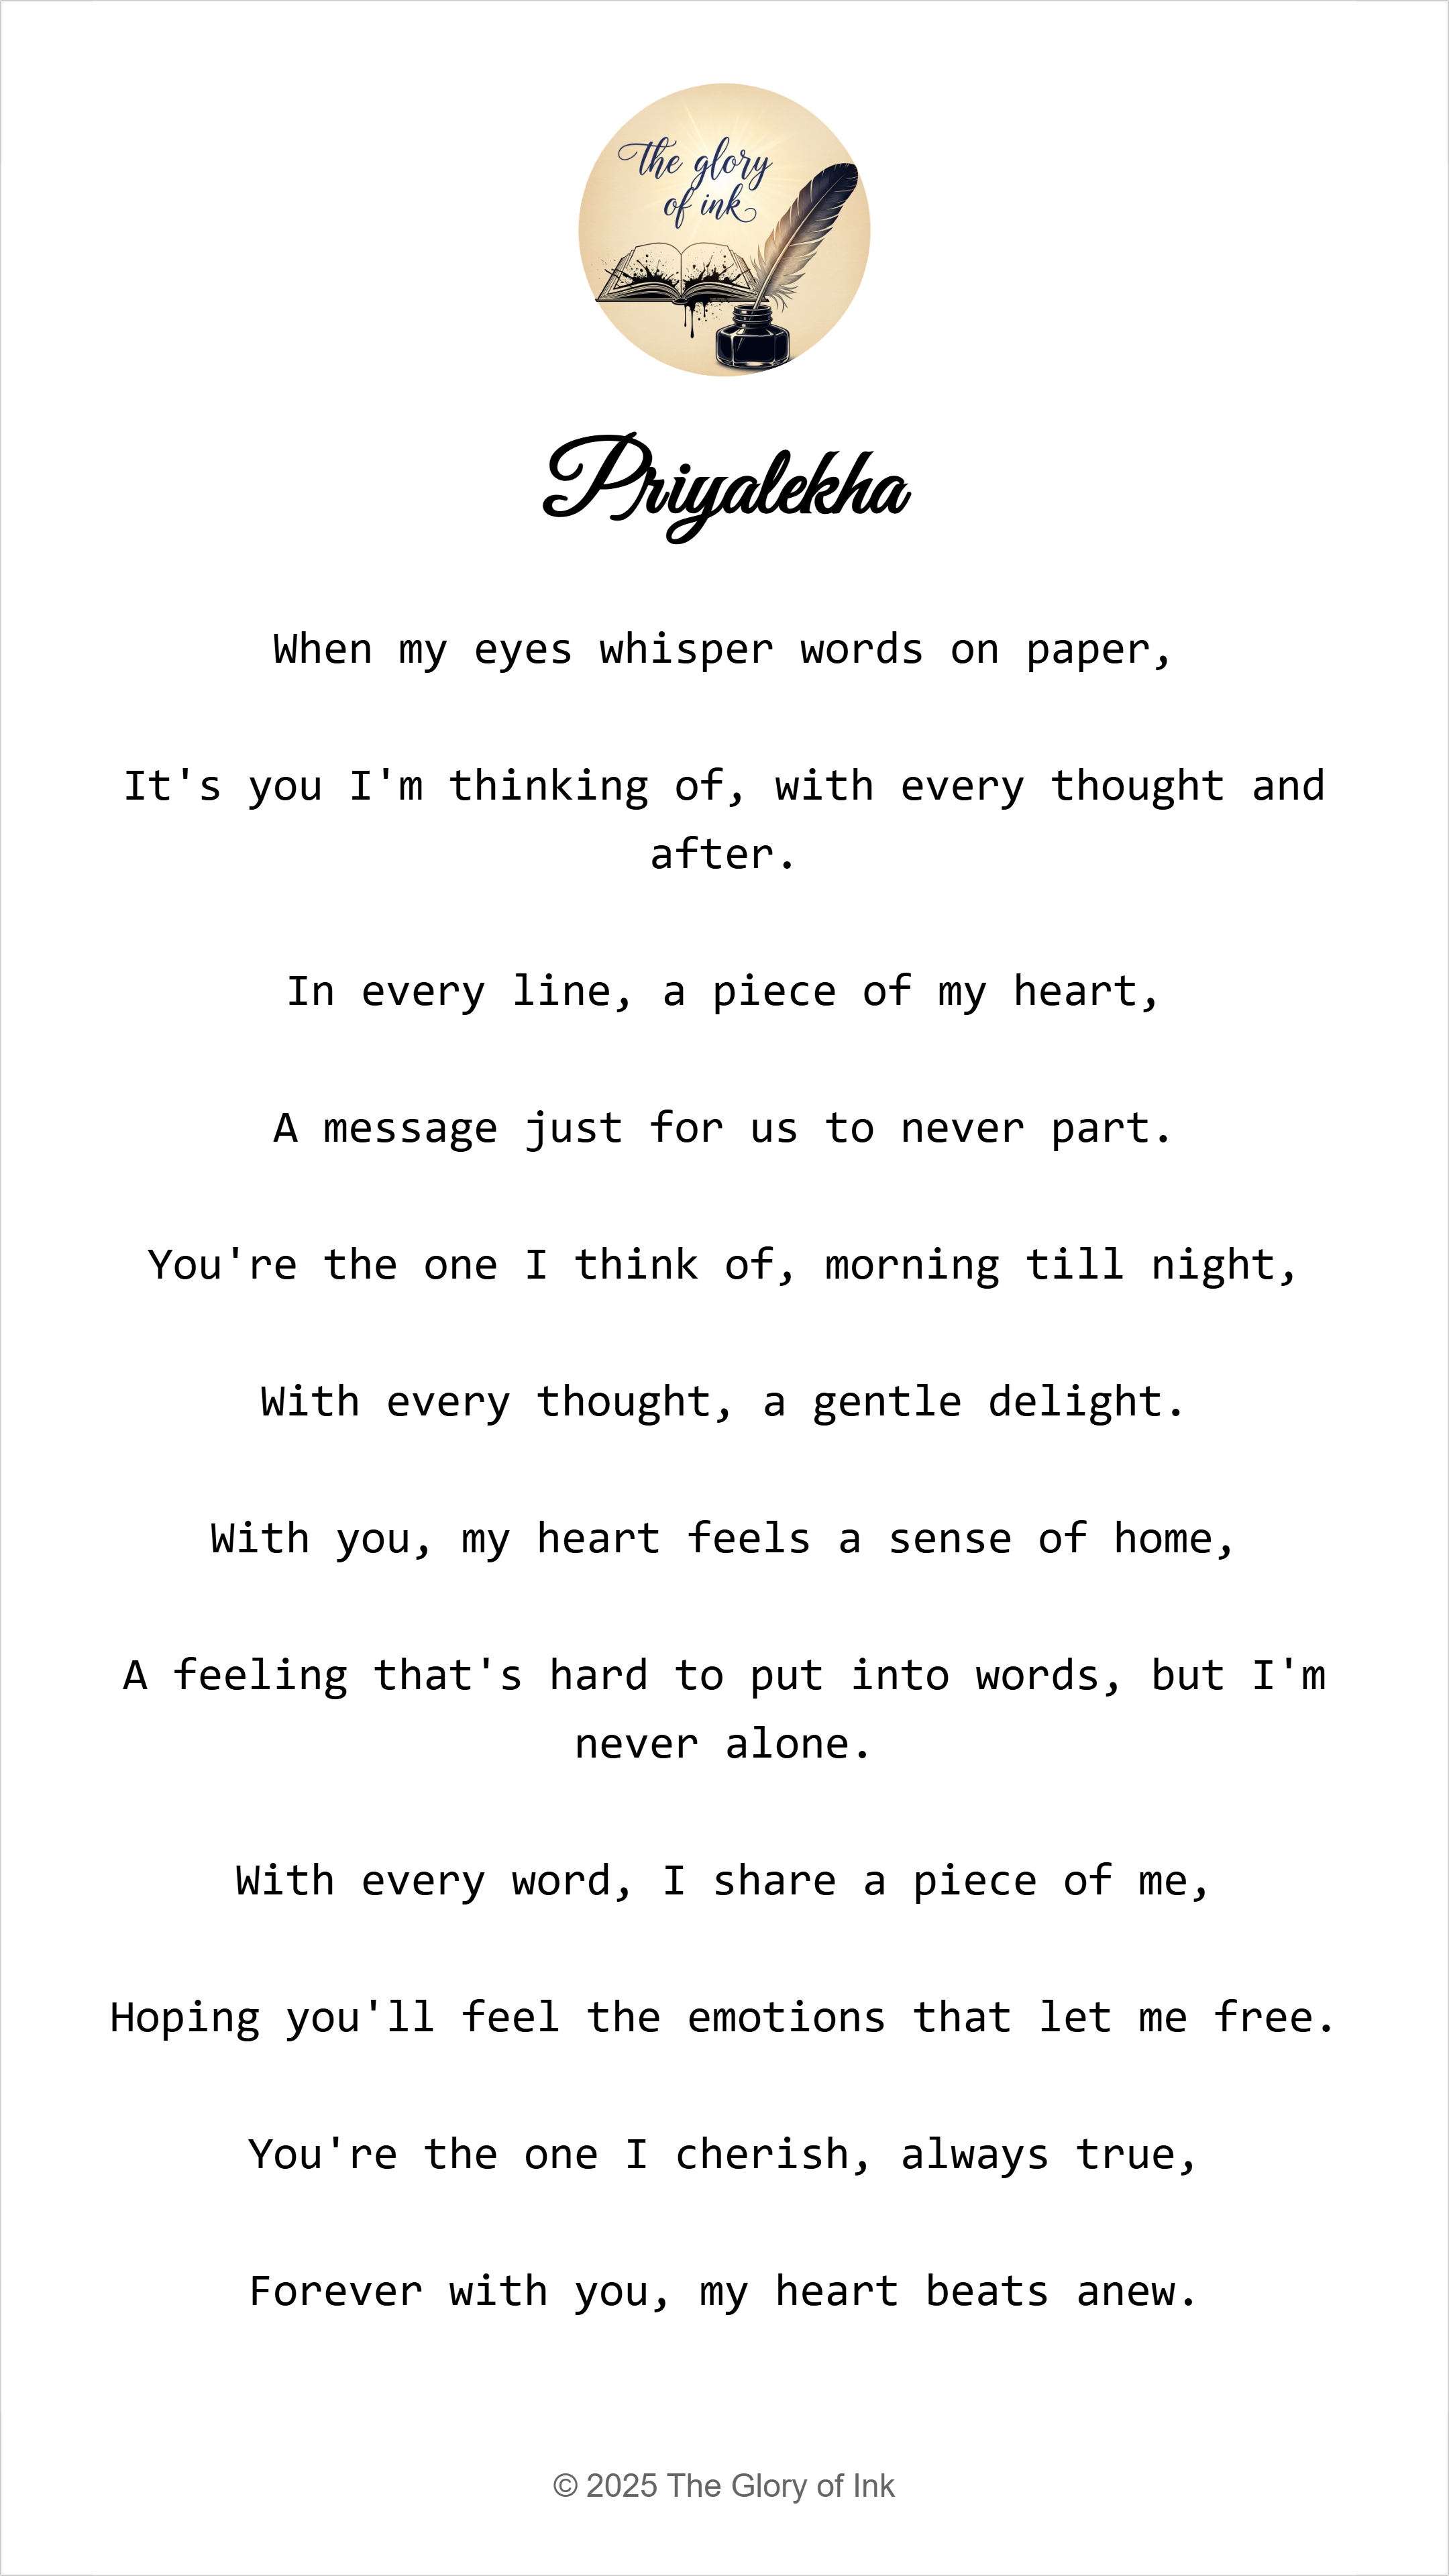 the glory
of ink
Priyalekha
When my eyes whisper words on paper,
It's you I'm thinking of, with every thought and
after.
In every line, a piece of my heart,
A message just for us to never part.
You're the one I think of, morning till night,
With every thought, a gentle delight.
With you, my heart feels a sense of home,
A feeling that's hard to put into words, but I'm
never alone.
With every word, I share a piece of me,
Hoping you'll feel the emotions that let me free.
You're the one I cherish, always true,
Forever with you, my heart beats anew.
© 2025 The Glory of Ink